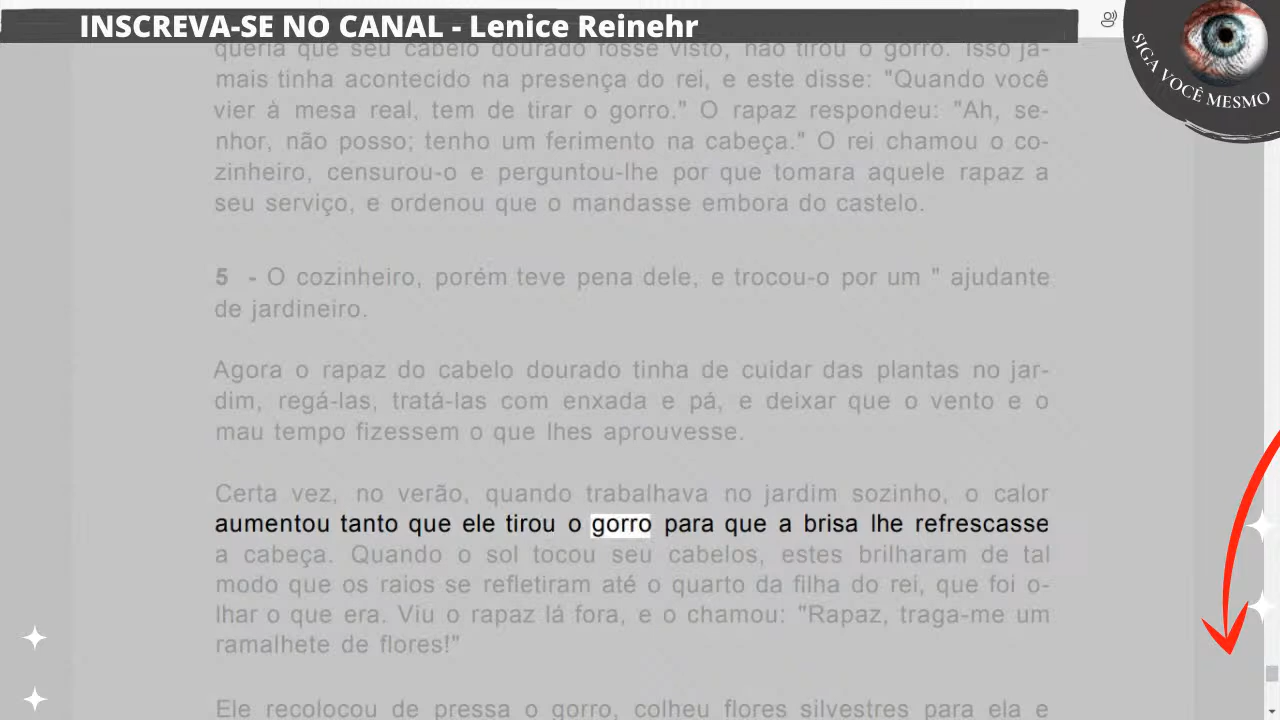 INSCREVA-SE NO CANAL - Lenice Reinehr
SIGA VOCÊ MESMO
queria que seu cabelo dourado fosse visto, não tirou o gorro. Isso ja-
mais tinha acontecido na presença do rei, e este disse: "Quando você
vier à mesa real, tem de tirar o gorro." O rapaz respondeu: "Ah, se-
nhor, não posso; tenho um ferimento na cabeça." O rei chamou o co-
zinheiro, censurou-o e perguntou-lhe por que tomara aquele rapaz a
seu serviço, e ordenou que o mandasse embora do castelo.
5 - O cozinheiro, porém teve pena dele, e trocou-o por um " ajudante
de jardineiro.
Agora o rapaz do cabelo dourado tinha de cuidar das plantas no jar-
dim, regá-las, tratá-las com enxada e pá, e deixar que o vento e o
mau tempo fizessem o que lhes aprouvesse.
Certa vez, no verão, quando trabalhava no jardim sozinho, o calor
aumentou tanto que ele tirou o gorro para que a brisa lhe refrescasse
a cabeça. Quando o sol tocou seu cabelos, estes brilharam de tal
modo que os raios se refletiram até o quarto da filha do rei, que foi o-
lhar o que era. Viu o rapaz lá fora, e o chamou: "Rapaz, traga-me um
ramalhete de flores!"
Ele recolocou de pressa o gorro, colheu flores silvestres para ela e